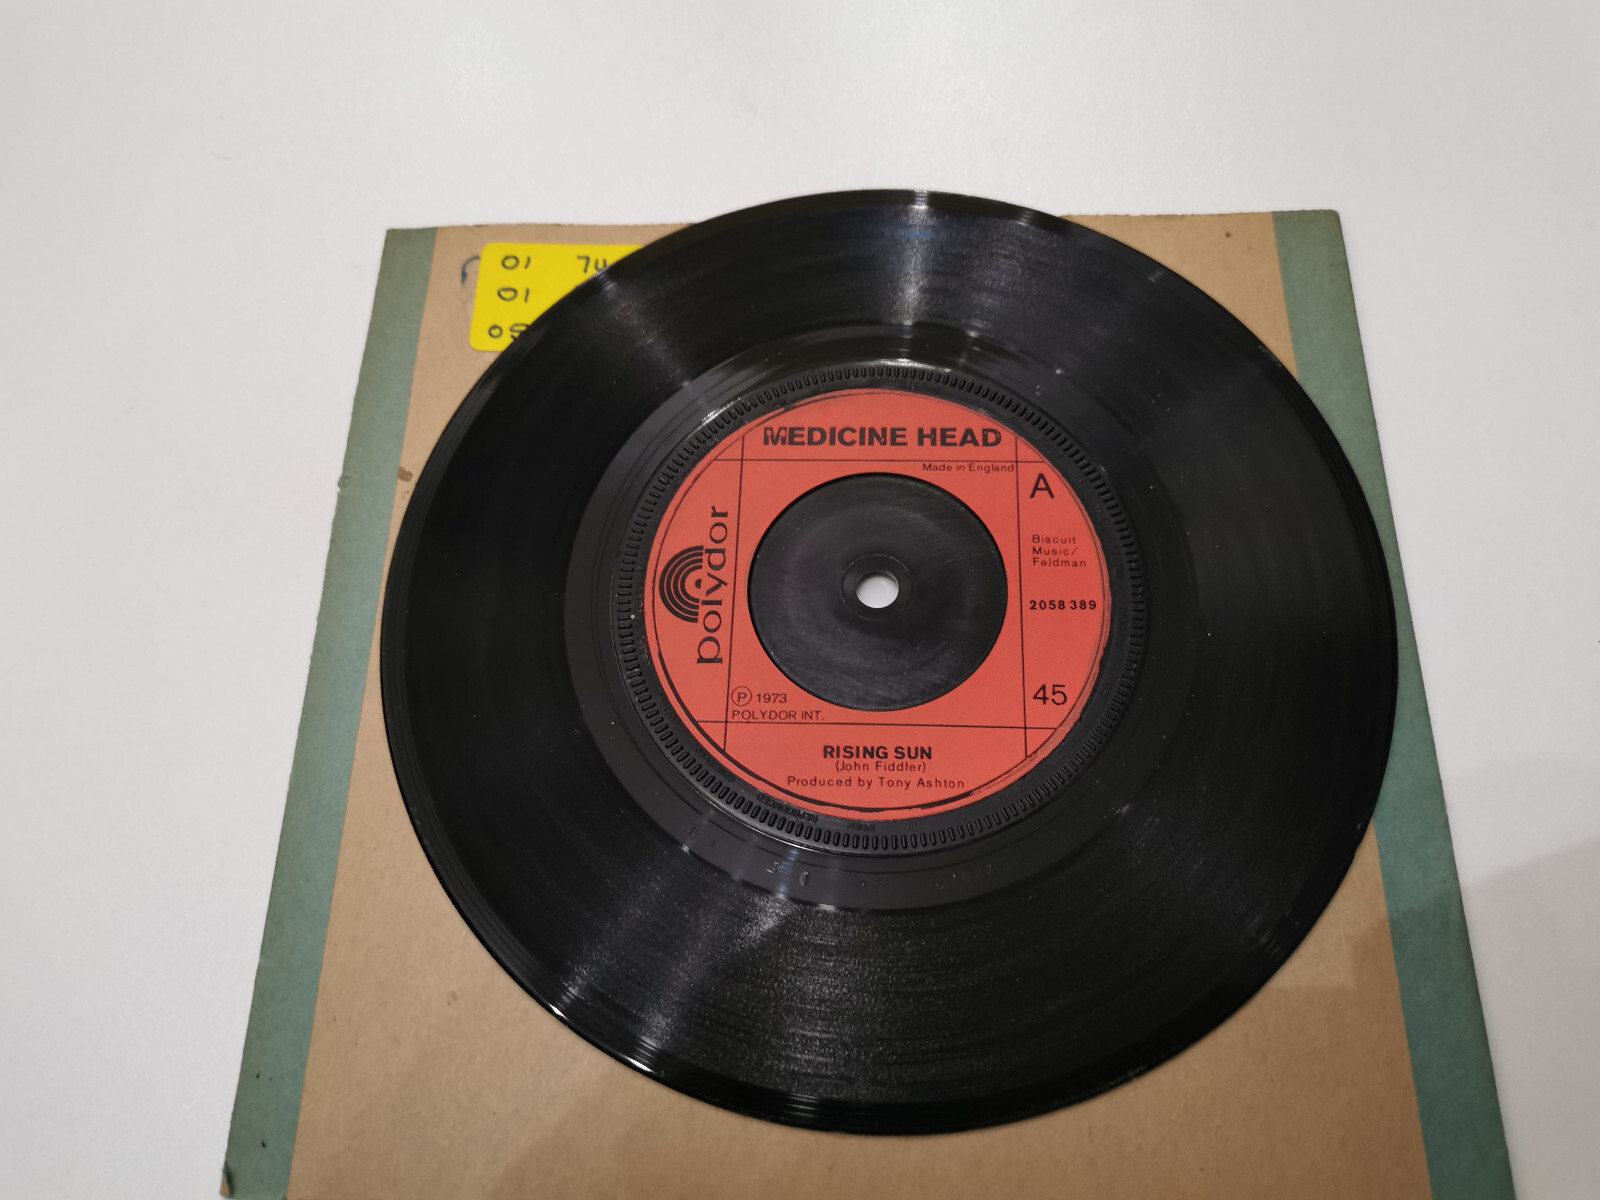 01 74
01
MEDICINE HEAD
Made in England
A
polydor
Biscuit
Music/
Feldman
2058 389
℗ 1973
POLYDOR INT.
45
RISING SUN
(John Fiddler)
Produced by Tony Ashton